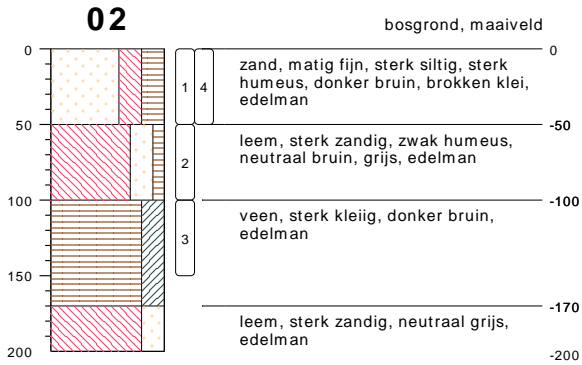 02
bosgrond, maaiveld
0
0
zand, matig fijn, sterk siltig, sterk
humeus, donker bruin, brokken klei,
edelman
1
4
50
-50
leem, sterk zandig, zwak humeus,
neutraal bruin, grijs, edelman
2
100
-100
veen, sterk kleiig, donker bruin,
edelman
3
150
-170
leem, sterk zandig, neutraal grijs,
edelman
200
-200